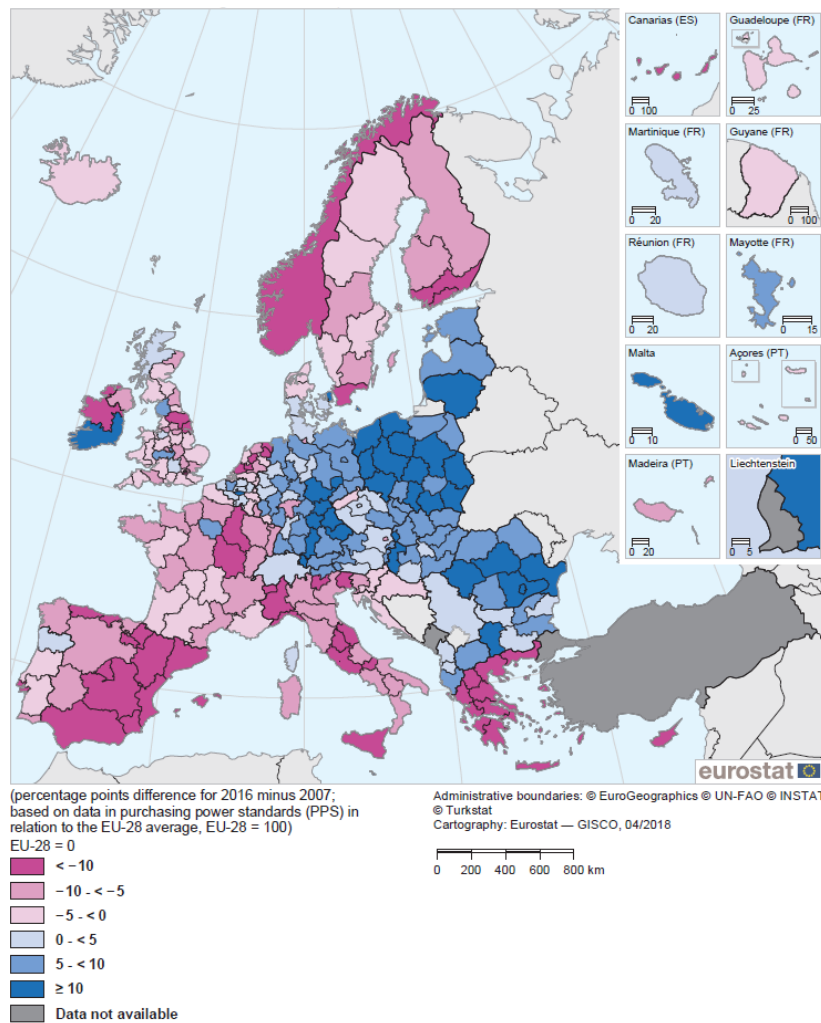 Canarias (ES)
0 100
Guadeloupe (FR)
0 25
Martinique (FR)
0 20
Guyane (FR)
0 100
Réunion (FR)
0 20
Mayotte (FR)
0 15
Malta
0 10
Açores (PT)
0 50
Madeira (PT)
0 20
Liechtenstein
0 5
eurostat
(percentage points difference for 2016 minus 2007;
based on data in purchasing power standards (PPS) in
relation to the EU-28 average, EU-28 = 100)
EU-28 = 0
< −10
−10 - < −5
−5 - < 0
0 - < 5
5 - < 10
≥ 10
Data not available
Administrative boundaries: © EuroGeographics © UN-FAO © INSTAT
© Turkstat
Cartography: Eurostat — GISCO, 04/2018
0 200 400 600 800 km